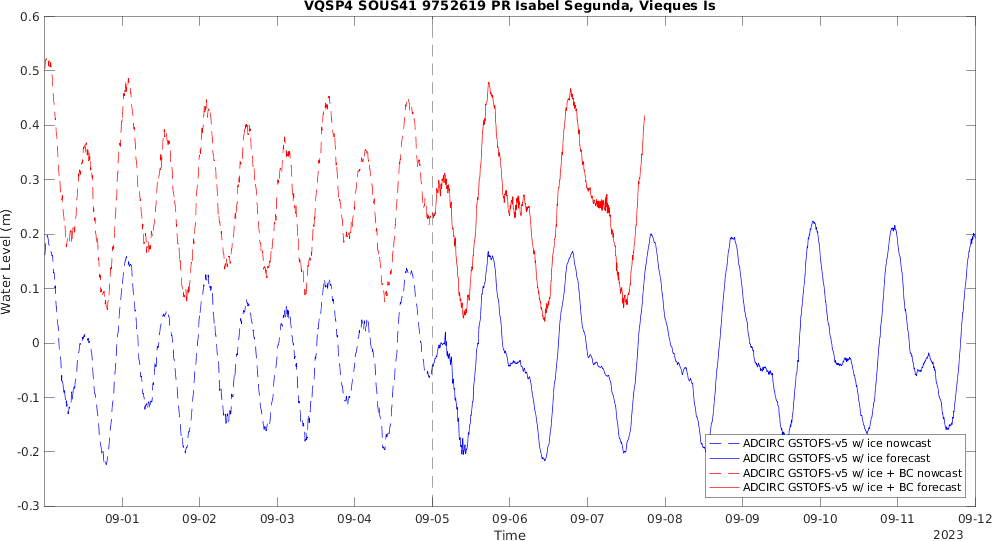 VQSP4 SOUS41 9752619 PR Isabel Segunda, Vieques Is
0.6
0.5
0.4
0.3
0.2
0.1
0
-0.1
-0.2
-0.3
Water Level (m)
ADCIRC GSTOFS-v5 w/ ice nowcast
ADCIRC GSTOFS-v5 w/ ice forecast
ADCIRC GSTOFS-v5 w/ ice + BC nowcast
ADCIRC GSTOFS-v5 w/ ice + BC forecast
09-01 09-02 09-03 09-04 09-05 09-06 09-07 09-08 09-09 09-10 09-11 09-12
Time
2023